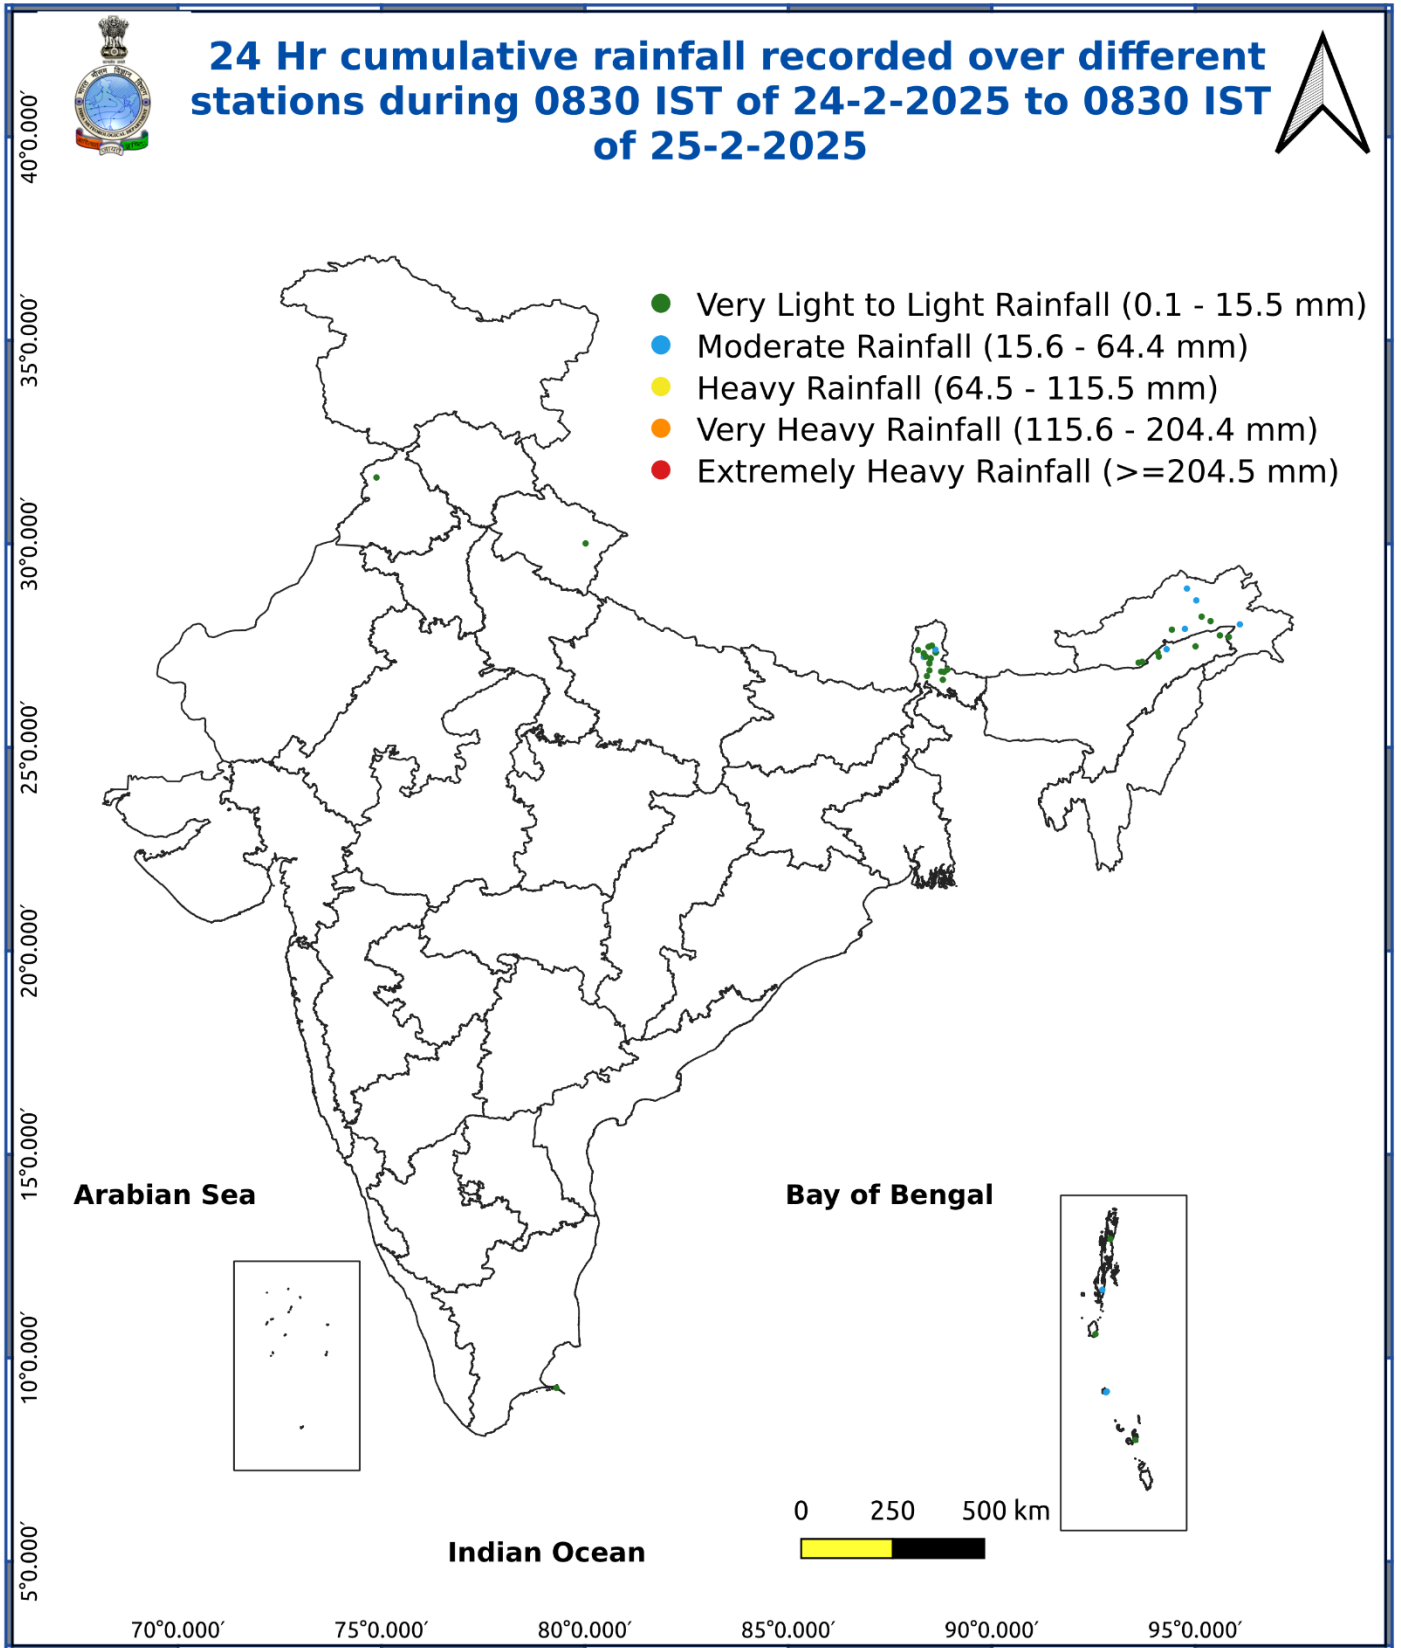 24 Hr cumulative rainfall recorded over different
stations during 0830 IST of 24-2-2025 to 0830 IST
of 25-2-2025
Very Light to Light Rainfall (0.1 - 15.5 mm)
Moderate Rainfall (15.6 - 64.4 mm)
Heavy Rainfall (64.5 - 115.5 mm)
Very Heavy Rainfall (115.6 - 204.4 mm)
Extremely Heavy Rainfall (>=204.5 mm)
40°0.000′
35°0.000′
30°0.000′
25°0.000′
20°0.000′
15°0.000′
10°0.000′
5°0.000′
Arabian Sea
Bay of Bengal
Indian Ocean
0 250 500 km
70°0.000′ 75°0.000′ 80°0.000′ 85°0.000′ 90°0.000′ 95°0.000′